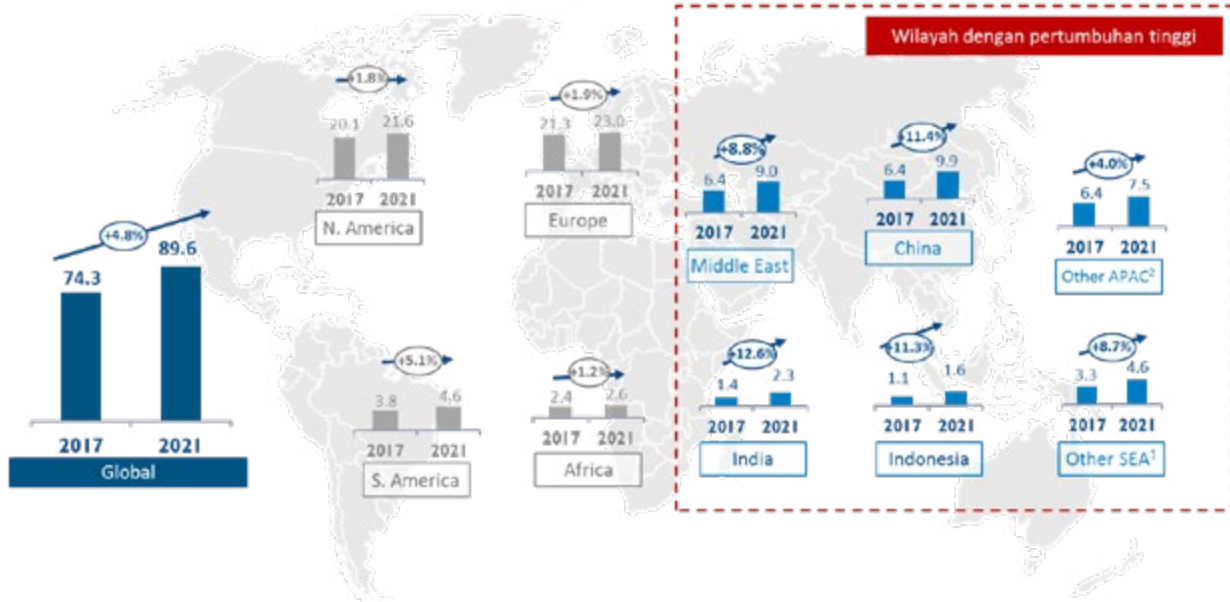 Wilayah dengan pertumbuhan tinggi
+4.8%
74.3 89.6
2017 2021
Global
+1.8%
20.1 21.6
2017 2021
N. America
+1.9%
21.3 23.0
2017 2021
Europe
+8.8%
6.4 9.0
2017 2021
Middle East
+11.4%
6.4 9.9
2017 2021
China
+4.0%
6.4 7.5
2017 2021
Other APAC²
+5.1%
3.8 4.6
2017 2021
S. America
+1.2%
2.4 2.6
2017 2021
Africa
+12.6%
1.4 2.3
2017 2021
India
+11.3%
1.1 1.6
2017 2021
Indonesia
+8.7%
3.3 4.6
2017 2021
Other SEA¹